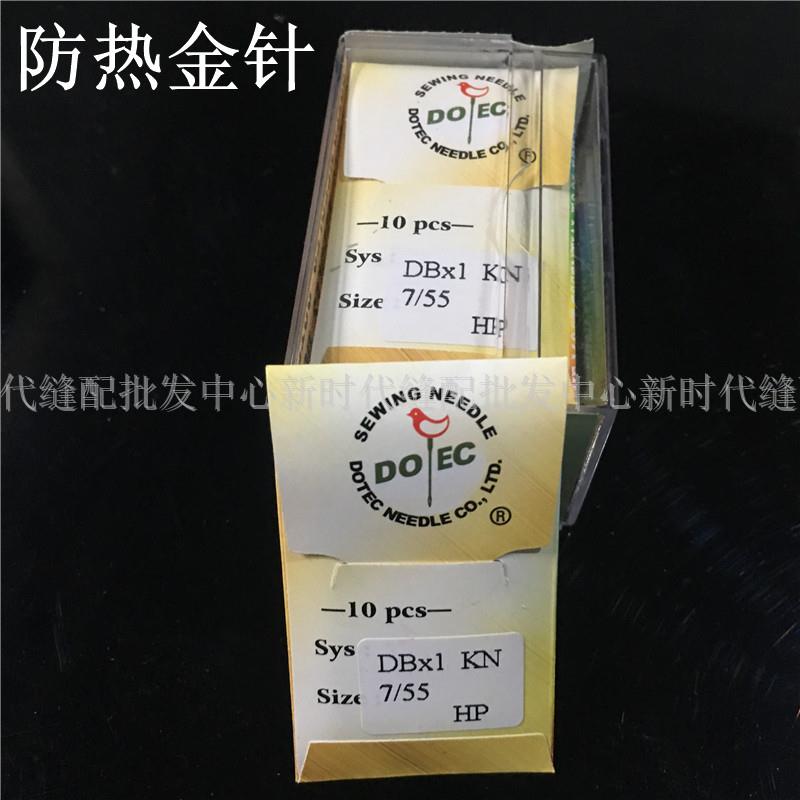 防热金针
SEWING NEEDLE
DOTEC
DOTEC NEEDLE CO., LTD.
®
—10 pcs—
Sys
DBx1 KN
Size
7/55
HP
代缝配批发中心新时代缝配批发中心新时代缝
SEWING NEEDLE
DOTEC
DOTEC NEEDLE CO., LTD.
®
—10 pcs—
Sys
DBx1 KN
Size
7/55
HP